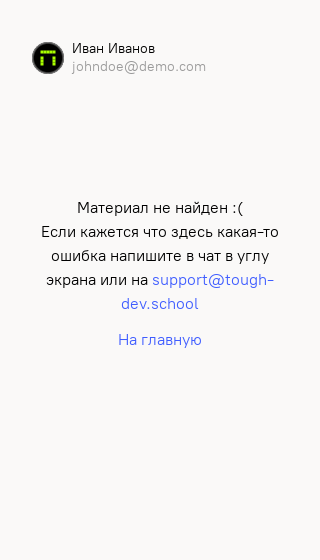 Иван Иванов
johndoe@demo.com
Материал не найден :(
Если кажется что здесь какая-то
ошибка напишите в чат в углу
экрана или на support@tough-
dev.school
На главную